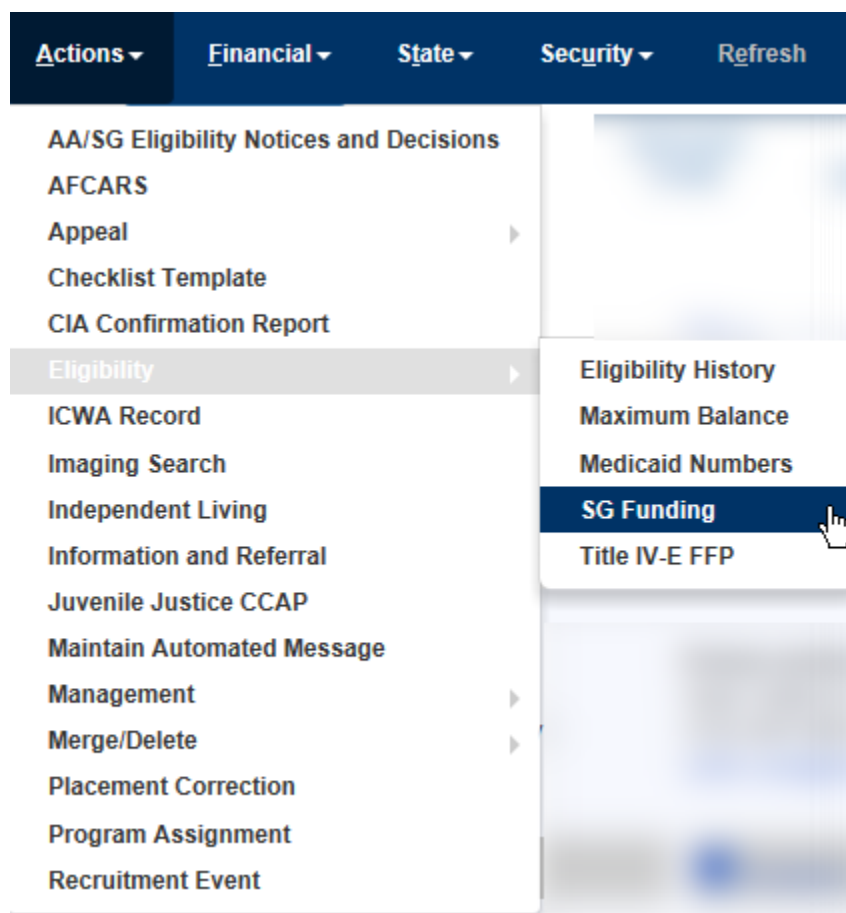 Actions Financial State Security Refresh
AA/SG Eligibility Notices and Decisions
AFCARS
Appeal
Checklist Template
CIA Confirmation Report
Eligibility
ICWA Record
Imaging Search
Independent Living
Information and Referral
Juvenile Justice CCAP
Maintain Automated Message
Management
Merge/Delete
Placement Correction
Program Assignment
Recruitment Event
Eligibility History
Maximum Balance
Medicaid Numbers
SG Funding
Title IV-E FFP